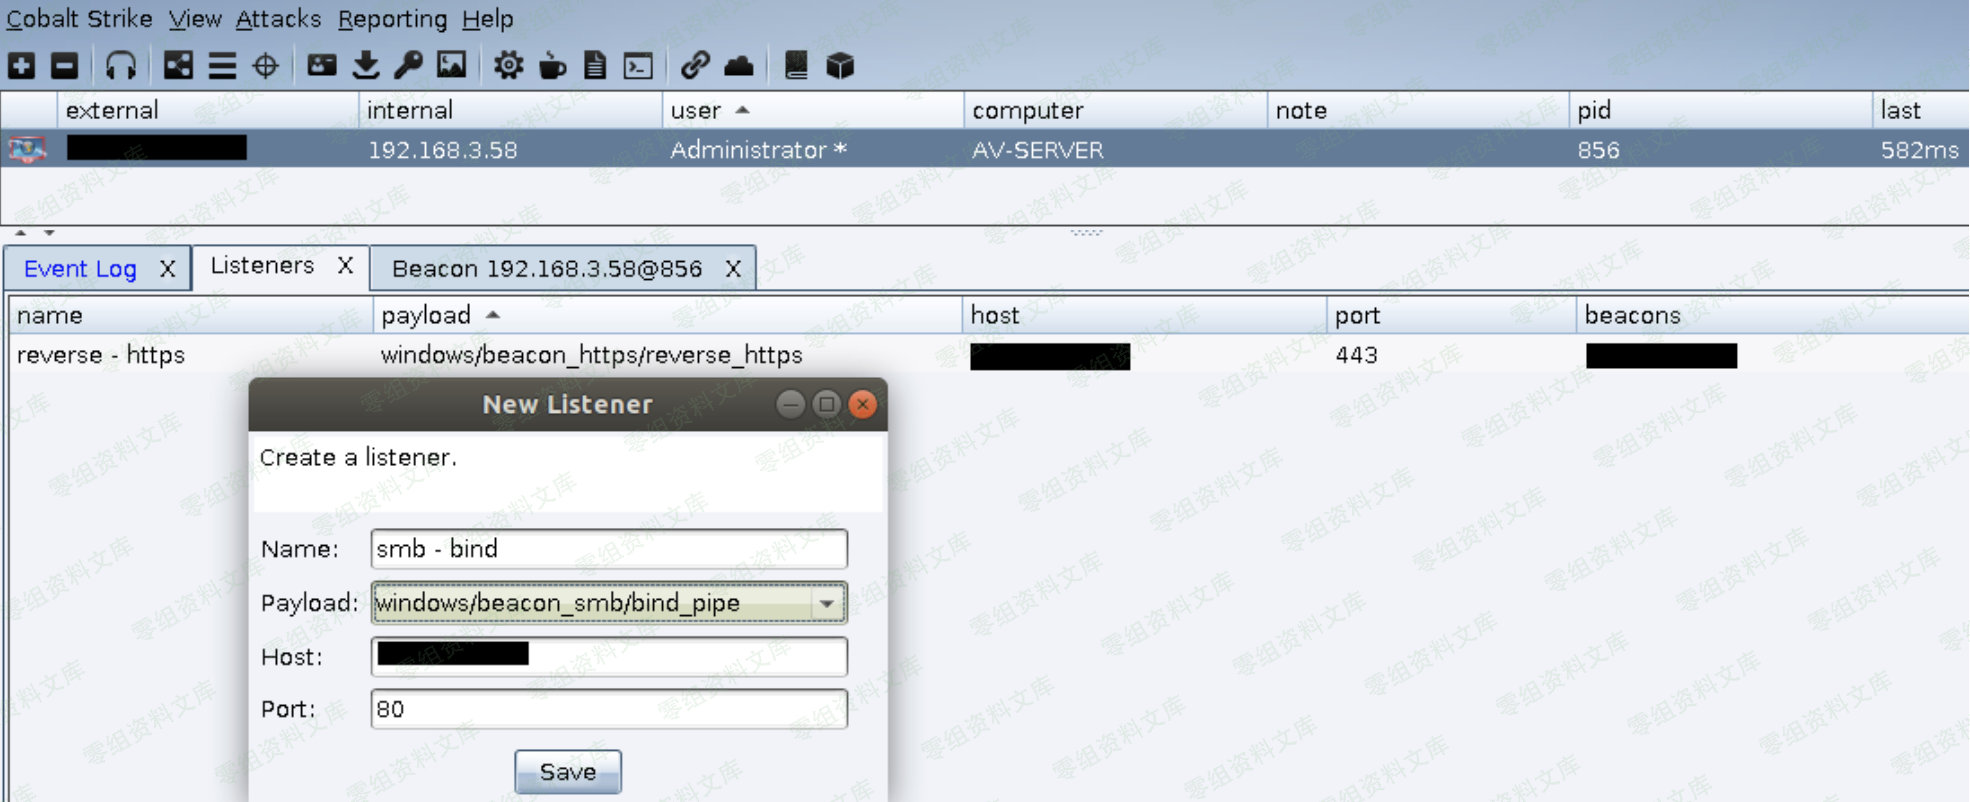 Cobalt Strike View Attacks Reporting Help
external internal user computer note pid last
192.168.3.58 Administrator * AV-SERVER 856 582ms
Event Log X Listeners X Beacon 192.168.3.58@856 X
name payload host port beacons
reverse - https windows/beacon_https/reverse_https 443
New Listener
Create a listener.
Name: smb - bind
Payload: windows/beacon_smb/bind_pipe
Host:
Port: 80
Save
零组资料文库